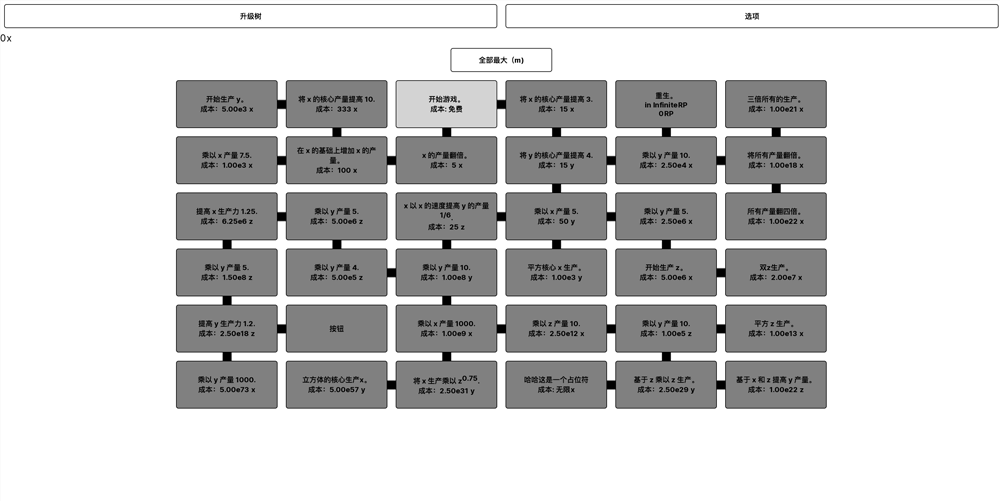 升级树
选项
0x
全部最大（m)
开始生产 y。
成本：5.00e3 x
将 x 的核心产量提高 10.
成本：333 x
开始游戏。
成本: 免费
将 x 的核心产量提高 3.
成本：15 x
重生。
in InfiniteRP
0RP
三倍所有的生产。
成本：1.00e21 x
乘以 x 产量 7.5.
成本：1.00e3 x
在 x 的基础上增加 x 的产
量。
成本：100 x
x 的产量翻倍。
成本：5 x
将 y 的核心产量提高 4.
成本：15 y
乘以 y 产量 10.
成本：2.50e4 x
将所有产量翻倍。
成本：1.00e18 x
提高 x 生产力 1.25.
成本：6.25e6 z
乘以 y 产量 5.
成本：5.00e6 z
x 以 x 的速度提高 y 的产量
1/6.
成本：25 z
乘以 x 产量 5.
成本：50 y
乘以 y 产量 5.
成本：2.50e6 x
所有产量翻四倍。
成本：1.00e22 x
乘以 y 产量 5.
成本：1.50e8 z
乘以 y 产量 4.
成本：5.00e5 z
乘以 y 产量 10.
成本：1.00e8 y
平方核心 x 生产。
成本：1.00e3 y
开始生产 z。
成本：5.00e6 x
双z生产。
成本：2.00e7 x
提高 y 生产力 1.2.
成本：2.50e18 z
按钮
乘以 x 产量 1000.
成本：1.00e9 x
乘以 z 产量 10.
成本：2.50e12 x
乘以 y 产量 10.
成本：1.00e5 z
平方 z 生产。
成本：1.00e13 x
乘以 y 产量 1000.
成本：5.00e73 x
立方体的核心生产x。
成本：5.00e57 y
将 x 生产乘以 z^0.75.
成本：2.50e31 y
哈哈这是一个占位符
成本: 无限x
基于 z 乘以 z 生产。
成本：2.50e29 y
基于 x 和 z 提高 y 产量。
成本：1.00e22 z